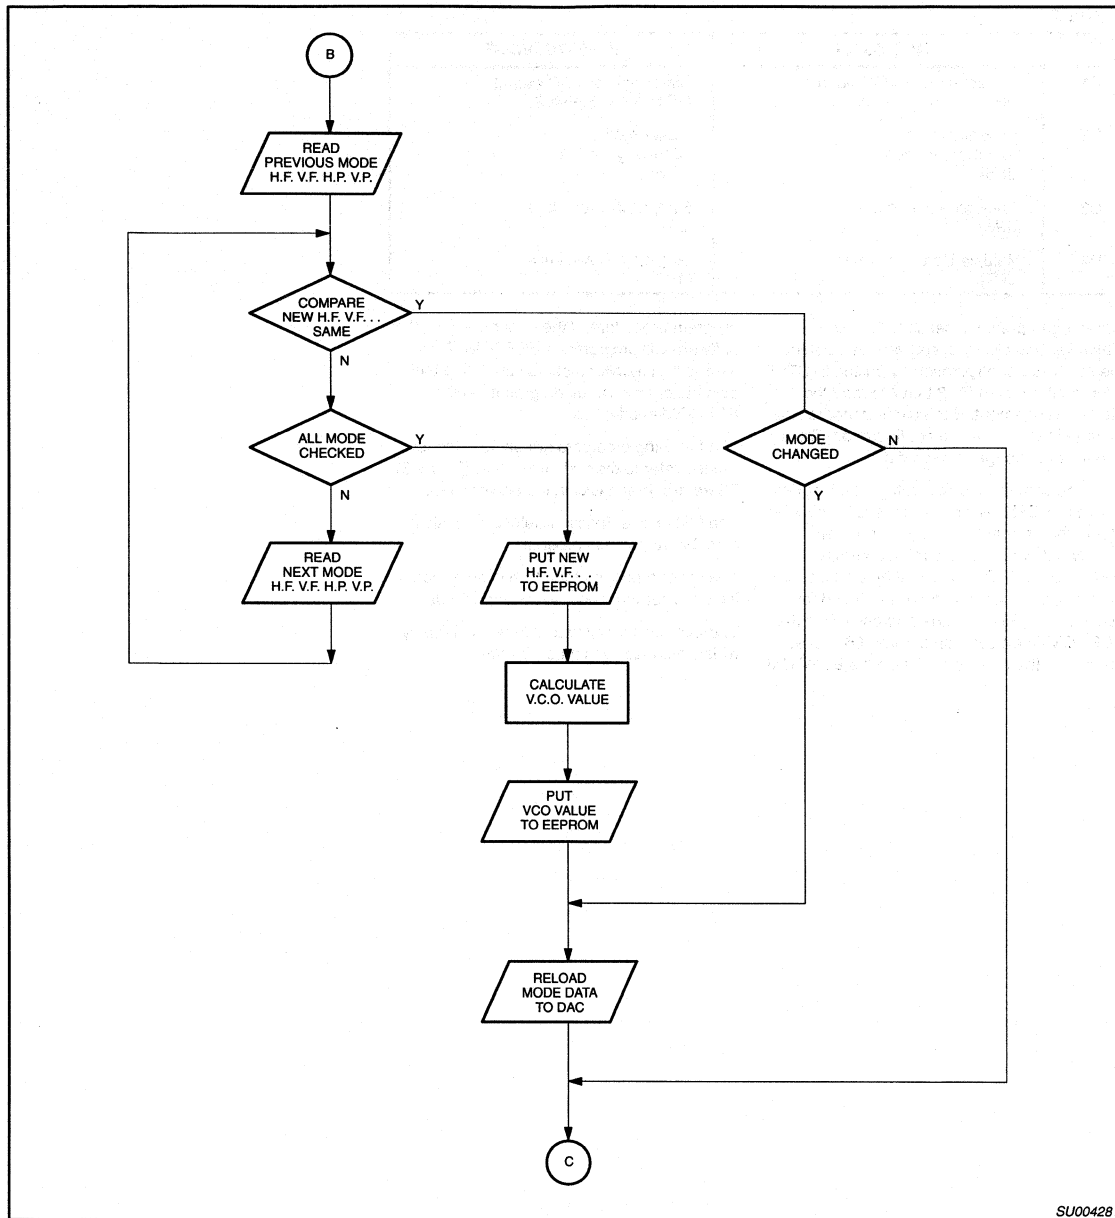 B
READ
PREVIOUS MODE
H.F. V.F. H.P. V.P.
COMPARE
NEW H.F. V.F. . .
SAME
Y
N
ALL MODE
CHECKED
Y
N
MODE
CHANGED
N
Y
READ
NEXT MODE
H.F. V.F. H.P. V.P.
PUT NEW
H.F. V.F. . .
TO EEPROM
CALCULATE
V.C.O. VALUE
PUT
VCO VALUE
TO EEPROM
RELOAD
MODE DATA
TO DAC
C
SU00428